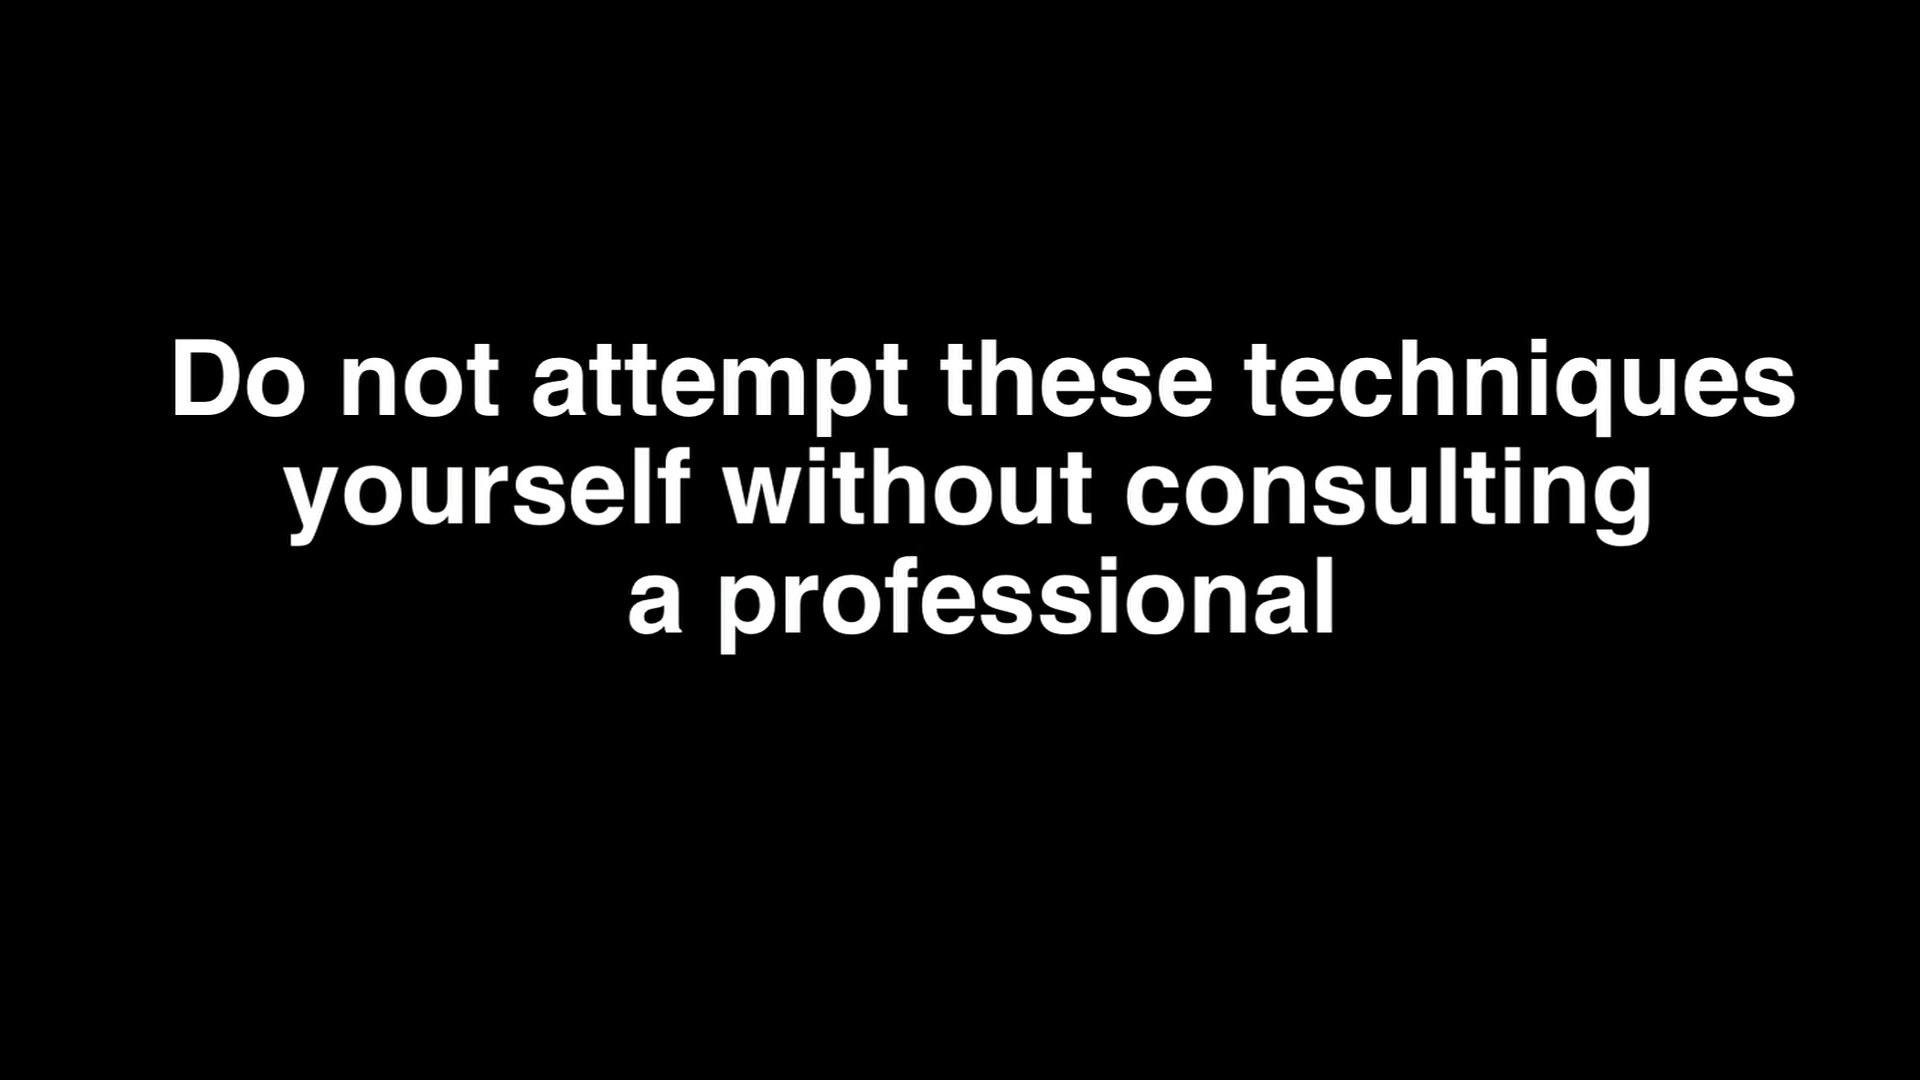 Do not attempt these techniques
yourself without consulting
a professional